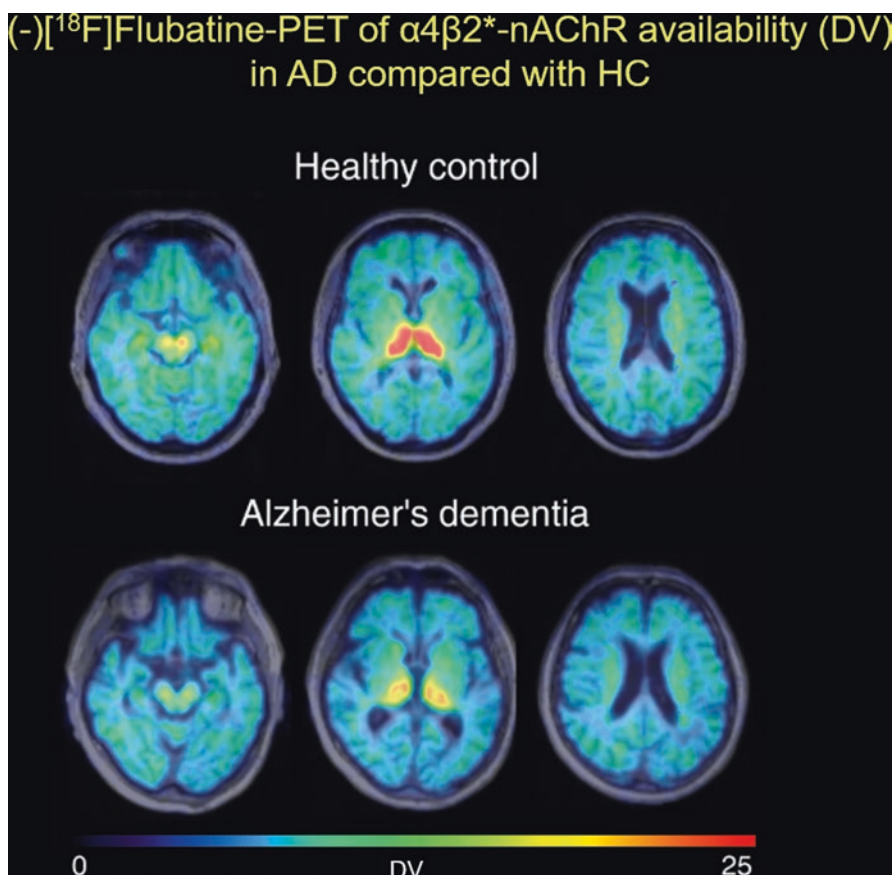 (-)[¹⁸F]Flubatine-PET of α4β2*-nAChR availability (DV)
in AD compared with HC
Healthy control
Alzheimer's dementia
0 DV 25